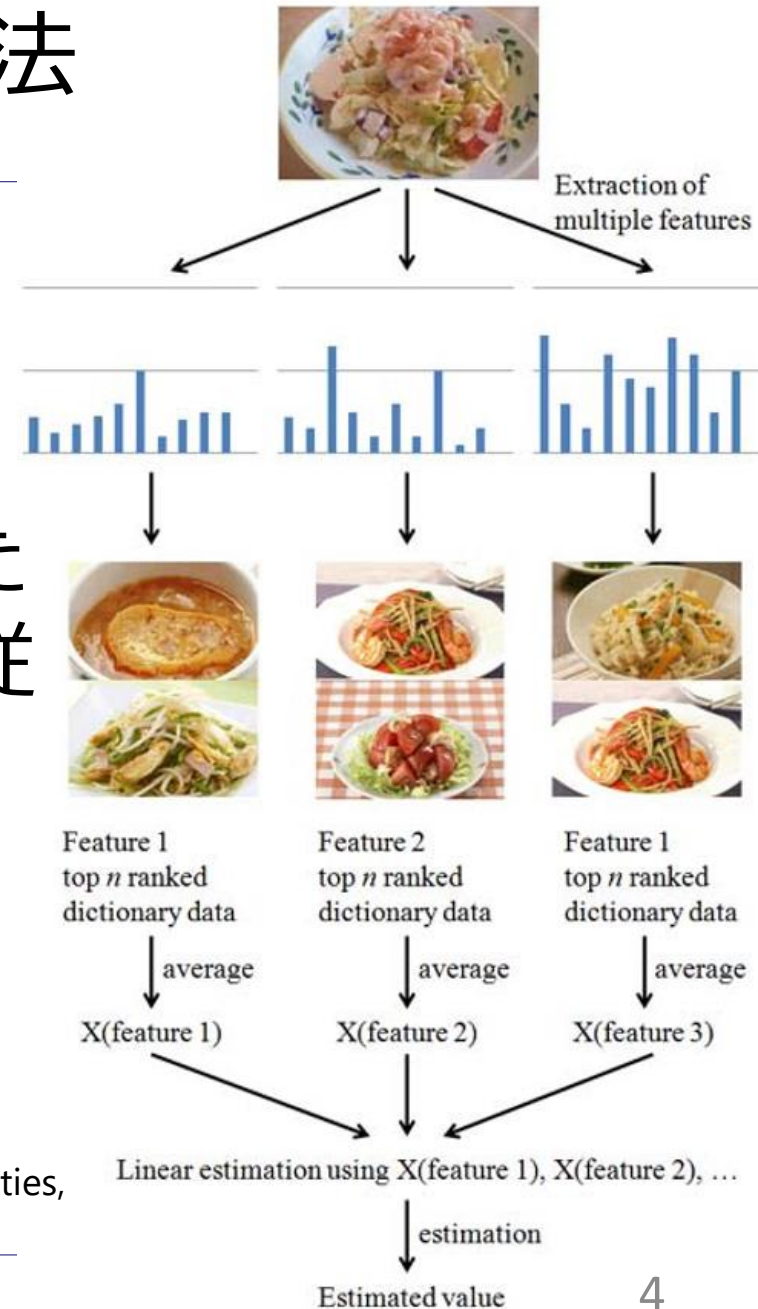 法
Extraction of
multiple features
た
従
Feature 1
top n ranked
dictionary data
Feature 2
top n ranked
dictionary data
Feature 1
top n ranked
dictionary data
average
average
average
X(feature 1)
X(feature 2)
X(feature 3)
ties,
Linear estimation using X(feature 1), X(feature 2), …
estimation
Estimated value
4